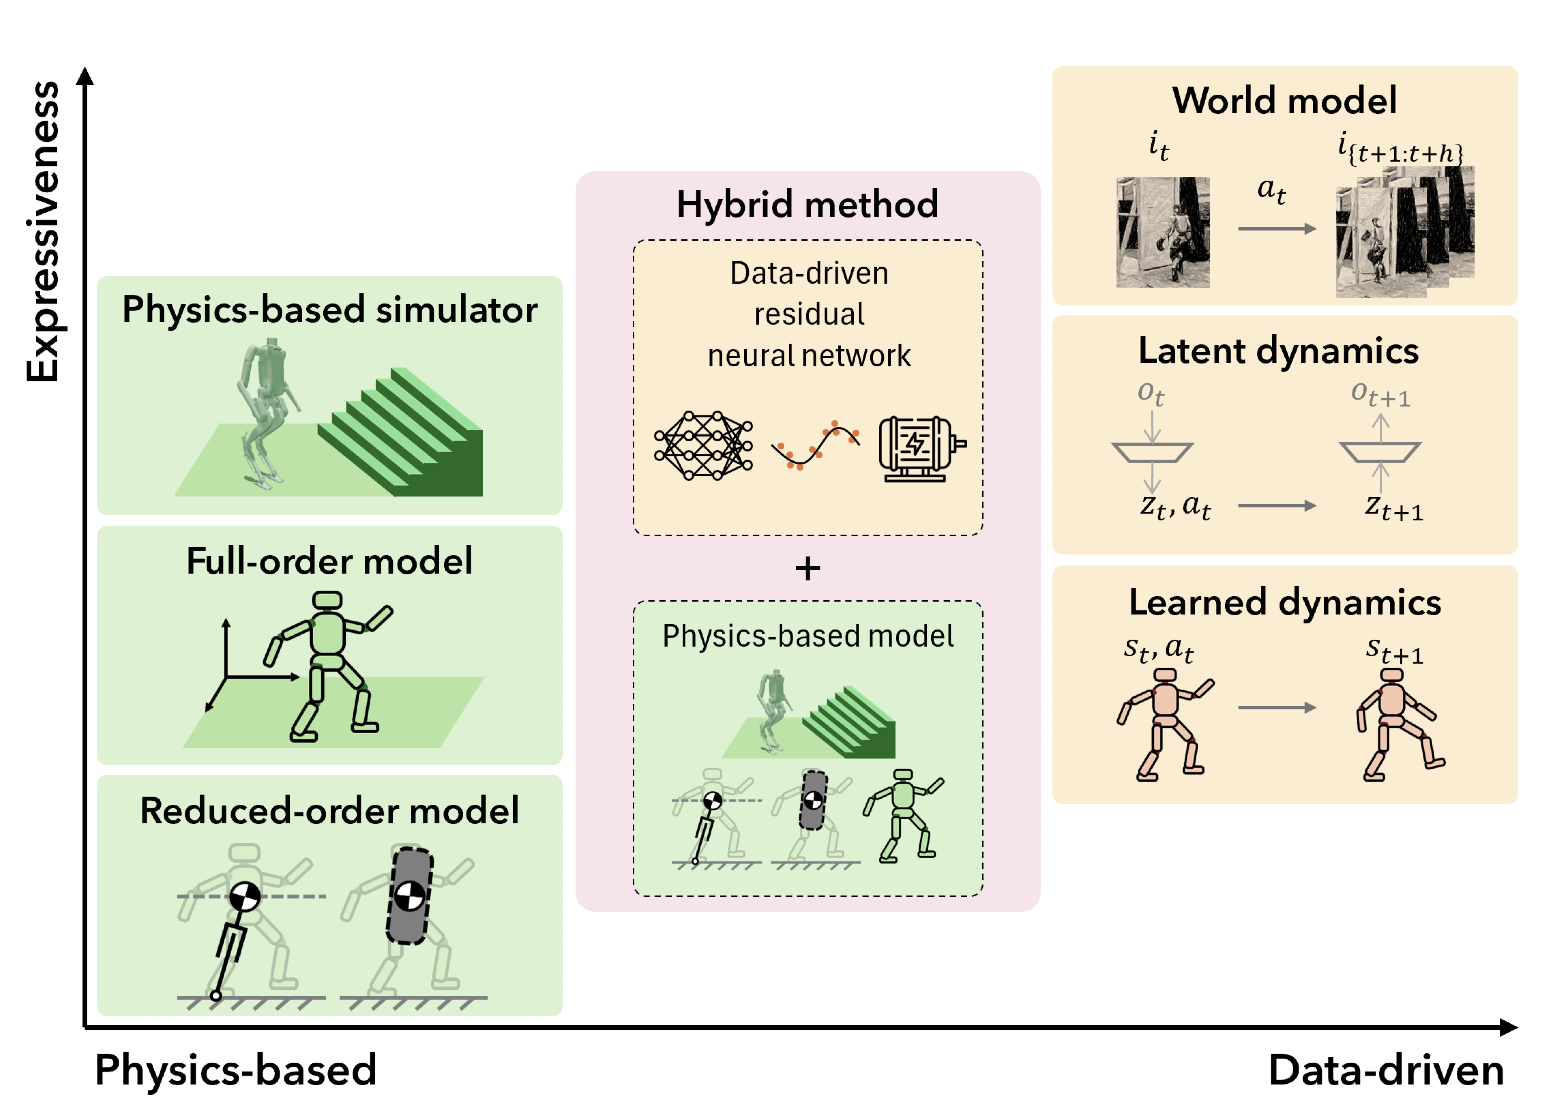 Expressiveness
Physics-based simulator
Full-order model
Reduced-order model
Hybrid method
Data-driven
residual
neural network
+
Physics-based model
World model
i_t
i_{t+1:t+h}
a_t
Latent dynamics
o_t
o_{t+1}
z_t, a_t
z_{t+1}
Learned dynamics
s_t, a_t
s_{t+1}
Physics-based
Data-driven